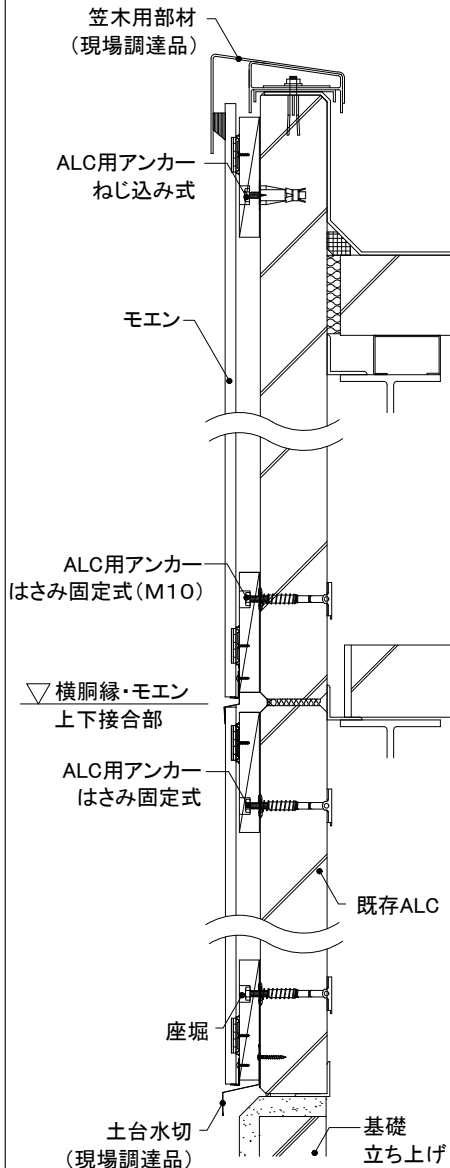 笠木用部材
（現場調達品）
ALC用アンカー
ねじ込み式
モエン
ALC用アンカー
はさみ固定式（M10）
▽ 横胴縁・モエン
上下接合部
ALC用アンカー
はさみ固定式
既存ALC
座堀
土台水切
（現場調達品）
基礎
立ち上げ